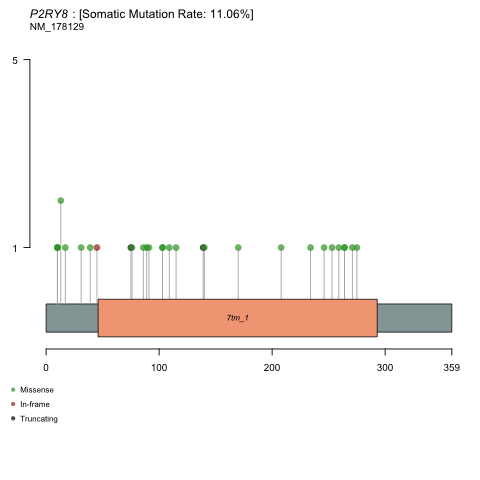 P2RY8 : [Somatic Mutation Rate: 11.06%]
NM_178129
5
1
7tm_1
0 100 200 300 359
Missense
In-frame
Truncating